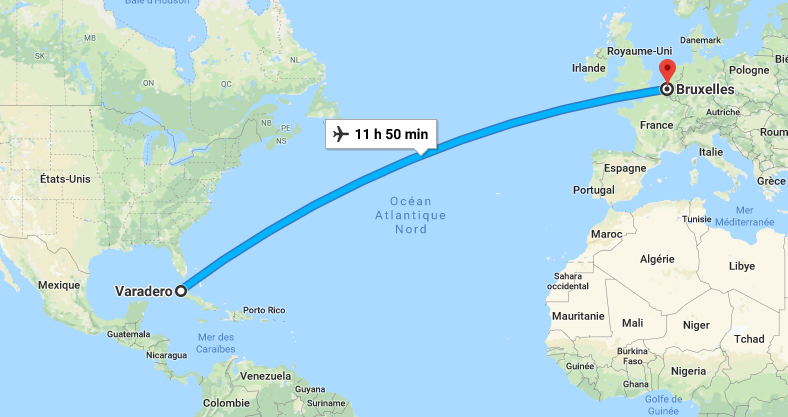 Baie d'Hudson
MB
SK
ON
QC
NL
NB
PE
NS
États-Unis
Mexique
Varadero
Guatemala
Nicaragua
Mer des
Caraïbes
Porto Rico
Venezuela
Colombie
Guyana
Suriname
11 h 50 min
Océan
Atlantique
Nord
Danemark
Royaume-Uni
Irlande
Pologne
Bruxelles
France
Autriche
Roum
Italie
Espagne
Portugal
Grèce
Mer
Méditerranée
Tunisie
Maroc
Algérie
Libye
Sahara
occidental
Mauritanie
Mali
Niger
Tchad
Burkina
Faso
Guinée
Ghana
Nigeria
Golfe de
Guinée